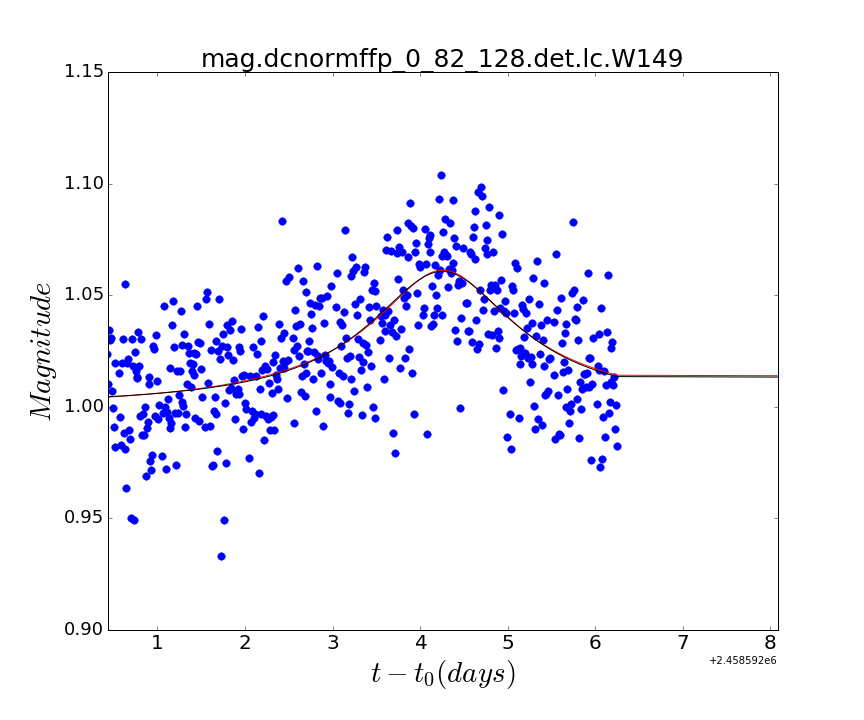 mag.dcnormffp_0_82_128.det.lc.W149
1.15
1.10
1.05
1.00
0.95
0.90
Magnitude
1 2 3 4 5 6 7 8
+2.458592e6
t − t₀(days)